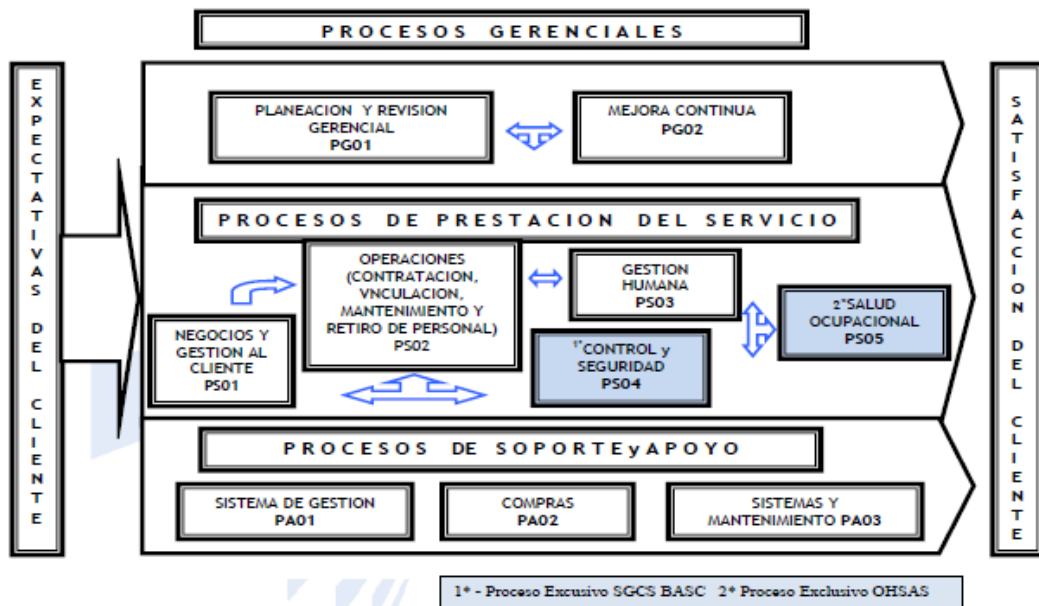 PROCESOS GERENCIALES
EXPECTATIVAS DEL CLIENTE
PLANEACION Y REVISION
GERENCIAL
PG01
MEJORA CONTINUA
PG02
PROCESOS DE PRESTACION DEL SERVICIO
OPERACIONES
(CONTRATACION,
VNCULACION,
MANTENIMIENTO Y
RETIRO DE PERSONAL)
PS02
GESTION
HUMANA
PS03
2*SALUD
OCUPACIONAL
PS05
NEGOCIOS Y
GESTION AL
CLIENTE
PS01
1*CONTROL y
SEGURIDAD
PS04
PROCESOS DE SOPORTE y APOYO
SISTEMA DE GESTION
PA01
COMPRAS
PA02
SISTEMAS Y
MANTENIMIENTO PA03
SATISFACCION DEL CLIENTE
1* - Proceso Excusivo SGCS BASC 2* Proceso Exclusivo OHSAS